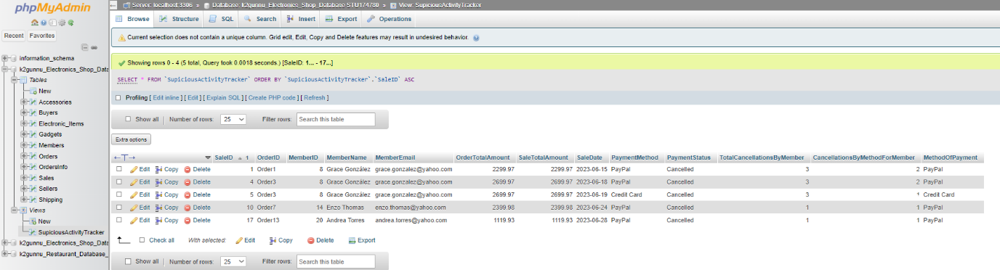 phpMyAdmin
Recent Favorites
information_schema
k2gunnu_Electronics_Shop_Data
Tables
New
Accessories
Buyers
Electronic_Items
Gadgets
Members
Orders
OrdersInfo
Sales
Sellers
Shipping
Views
New
SupiciousActivityTracker
k2gunnu_Electronics_Shop_Data
k2gunnu_Restaurant_Database_
Server: localhost:3306 » Database: k2gunnu_Electronics_Shop_Database STU174780 » View: SupiciousActivityTracker
Browse Structure SQL Search Insert Export Operations
Current selection does not contain a unique column. Grid edit, Edit, Copy and Delete features may result in undesired behavior.
Showing rows 0 - 4 (5 total, Query took 0.0018 seconds.) [SaleID: 1... - 17...]
SELECT * FROM `SupiciousActivityTracker` ORDER BY `SupiciousActivityTracker`.`SaleID` ASC
Profiling [ Edit inline ] [ Edit ] [ Explain SQL ] [ Create PHP code ] [ Refresh ]
Show all Number of rows: 25 Filter rows: Search this table
Extra options
←T→ SaleID 1 OrderID MemberID MemberName MemberEmail OrderTotalAmount SaleTotalAmount SaleDate PaymentMethod PaymentStatus TotalCancellationsByMember CancellationsByMethodForMember MethodOfPayment
Edit Copy Delete 1 Order1 8 Grace González grace.gonzalez@yahoo.com 2299.97 2299.97 2023-06-15 PayPal Cancelled 3 2 PayPal
Edit Copy Delete 4 Order3 8 Grace González grace.gonzalez@yahoo.com 2699.97 2699.97 2023-06-18 PayPal Cancelled 3 2 PayPal
Edit Copy Delete 5 Order3 8 Grace González grace.gonzalez@yahoo.com 2699.97 2699.97 2023-06-19 Credit Card Cancelled 3 1 Credit Card
Edit Copy Delete 10 Order7 14 Enzo Thomas enzo.thomas@yahoo.com 2399.98 2399.98 2023-06-24 PayPal Cancelled 1 1 PayPal
Edit Copy Delete 17 Order13 20 Andrea Torres andrea.torres@yahoo.com 1119.93 1119.93 2023-06-28 PayPal Cancelled 1 1 PayPal
Check all With selected: Edit Copy Delete Export
Show all Number of rows: 25 Filter rows: Search this table